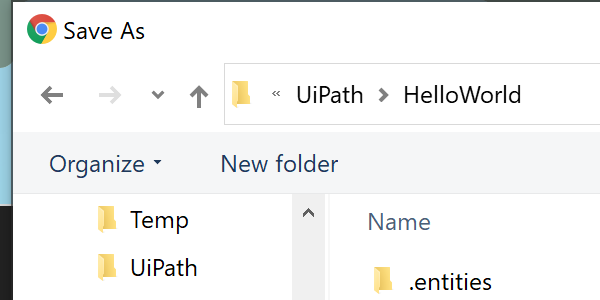 Save As
« UiPath > HelloWorld
Organize New folder
Temp
Name
UiPath
.entities